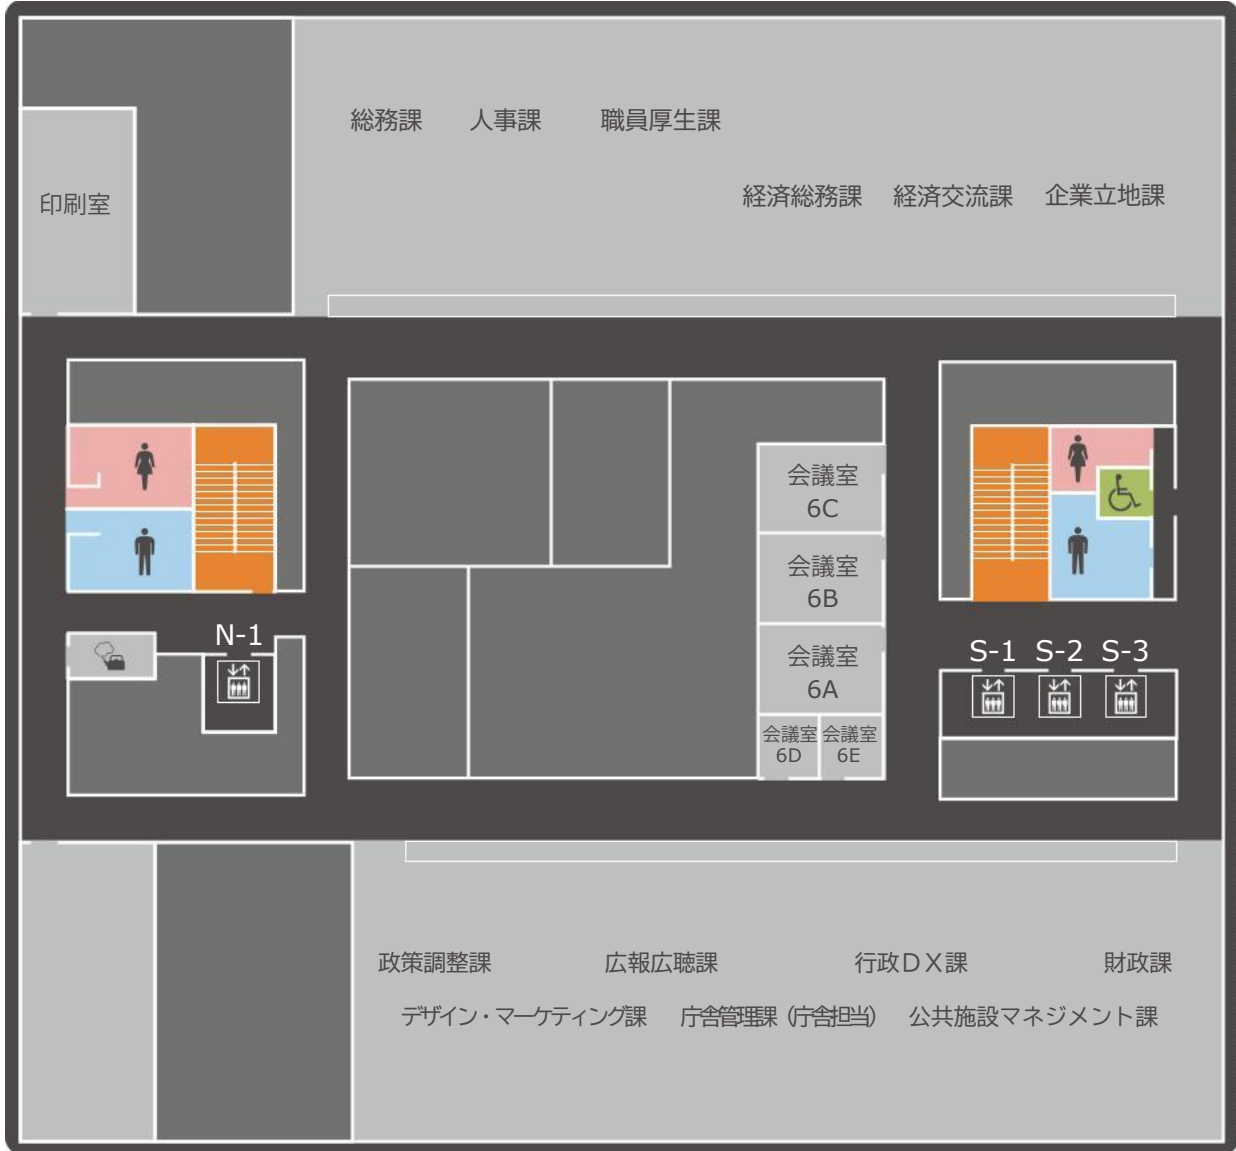 総務課 人事課 職員厚生課
印刷室
経済総務課 経済交流課 企業立地課
会議室
6C
会議室
6B
N-1
会議室
6A
S-1 S-2 S-3
会議室
6D
会議室
6E
政策調整課 広報広聴課 行政ＤＸ課 財政課
デザイン・マーケティング課 庁舎管理課（庁舎担当） 公共施設マネジメント課